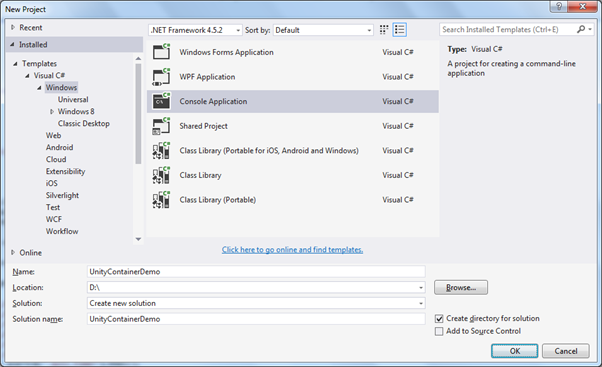 New Project
Recent
.NET Framework 4.5.2 Sort by: Default
Search Installed Templates (Ctrl+E)
Installed
Templates
Visual C#
Windows
Universal
Windows 8
Classic Desktop
Web
Android
Cloud
Extensibility
iOS
Silverlight
Test
WCF
Workflow
Online
Windows Forms Application Visual C#
WPF Application Visual C#
Console Application Visual C#
Shared Project Visual C#
Class Library (Portable for iOS, Android and Windows) Visual C#
Class Library Visual C#
Class Library (Portable) Visual C#
Click here to go online and find templates.
Type: Visual C#
A project for creating a command-line
application
Name: UnityContainerDemo
Location: D:\
Browse...
Solution: Create new solution
Solution name: UnityContainerDemo
Create directory for solution
Add to Source Control
OK Cancel